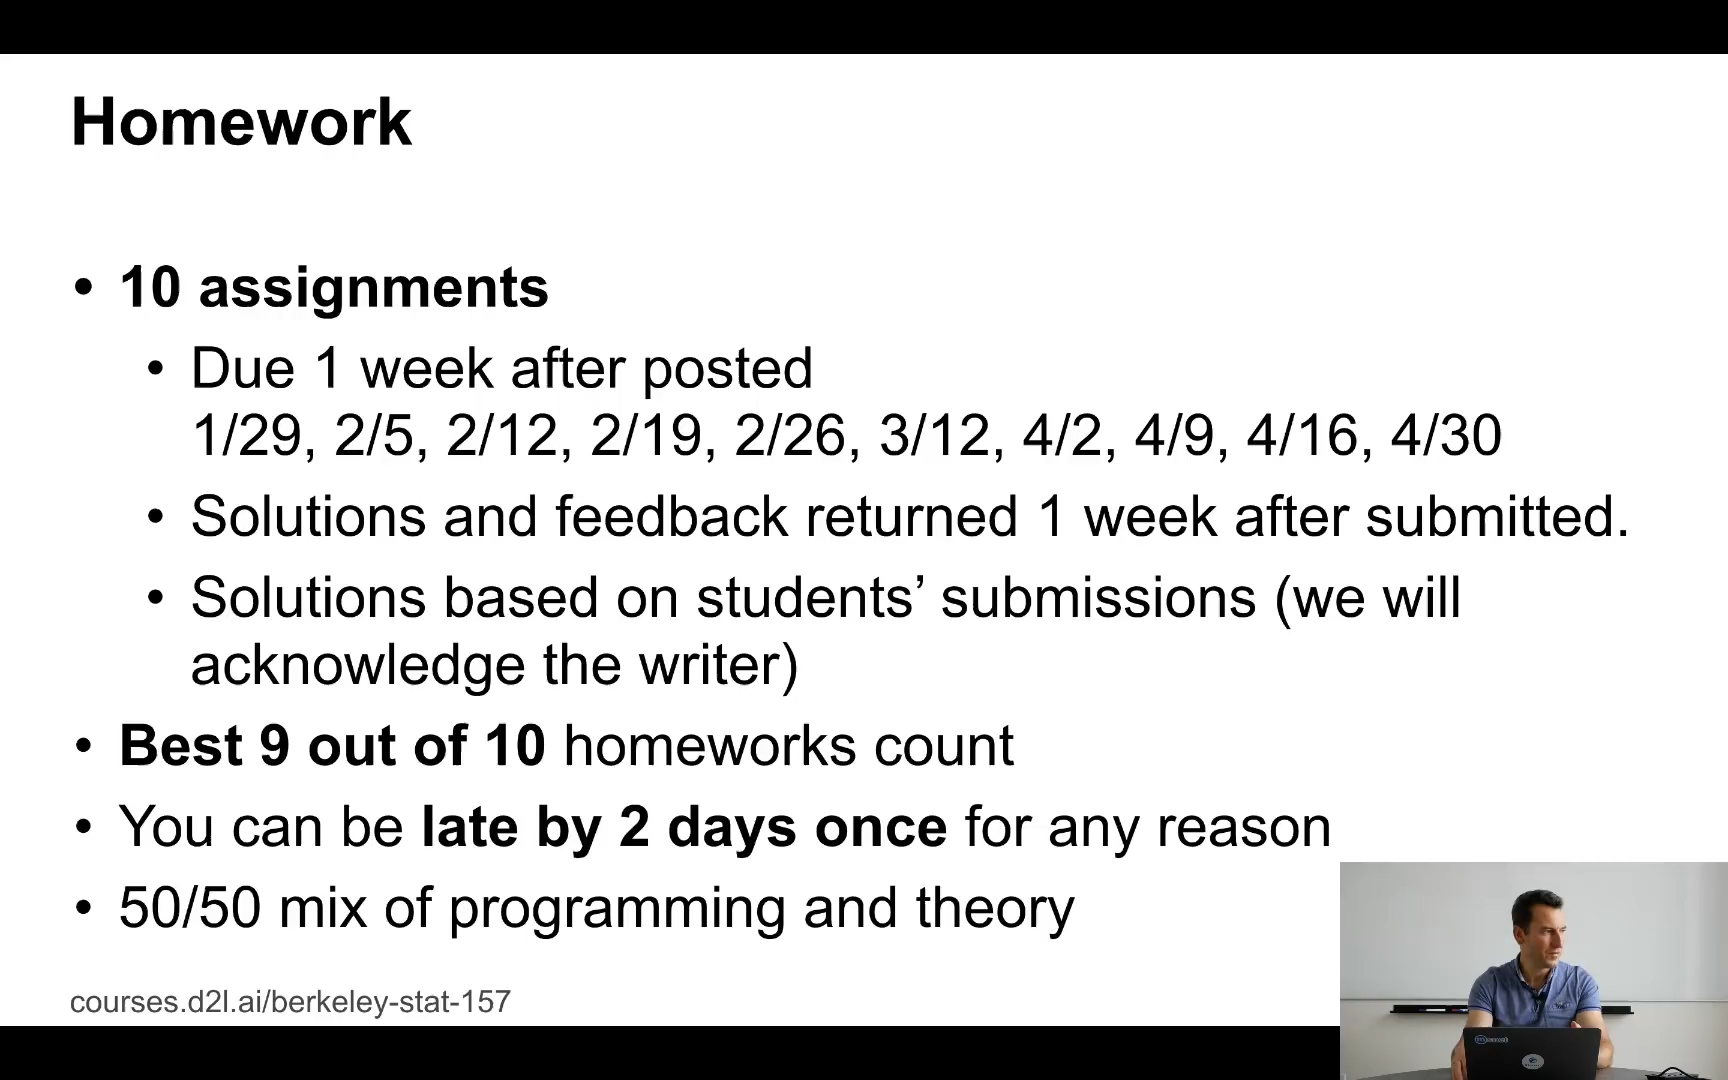 Homework
• 10 assignments
• Due 1 week after posted
1/29, 2/5, 2/12, 2/19, 2/26, 3/12, 4/2, 4/9, 4/16, 4/30
• Solutions and feedback returned 1 week after submitted.
• Solutions based on students’ submissions (we will
acknowledge the writer)
• Best 9 out of 10 homeworks count
• You can be late by 2 days once for any reason
• 50/50 mix of programming and theory
courses.d2l.ai/berkeley-stat-157